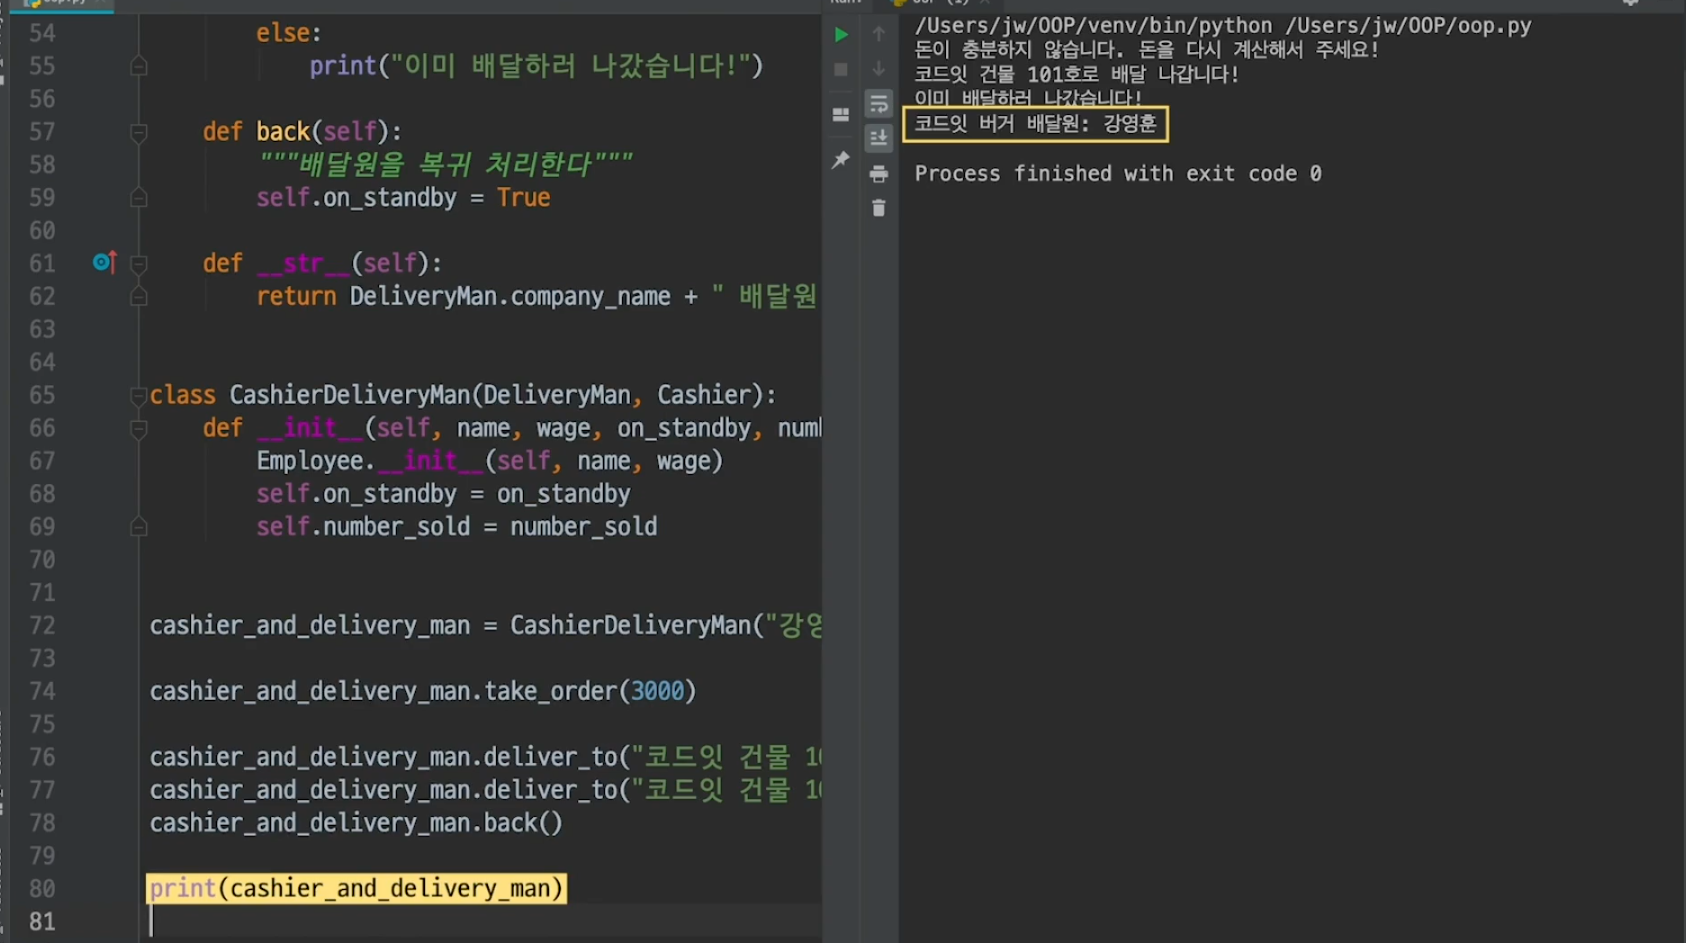 54 else:
55 print("이미 배달하러 나갔습니다!")
56
57 def back(self):
58 """배달원을 복귀 처리한다"""
59 self.on_standby = True
60
61 def __str__(self):
62 return DeliveryMan.company_name + " 배달원
63
64
65 class CashierDeliveryMan(DeliveryMan, Cashier):
66 def __init__(self, name, wage, on_standby, num
67 Employee.__init__(self, name, wage)
68 self.on_standby = on_standby
69 self.number_sold = number_sold
70
71
72 cashier_and_delivery_man = CashierDeliveryMan("강영
73
74 cashier_and_delivery_man.take_order(3000)
75
76 cashier_and_delivery_man.deliver_to("코드잇 건물 10
77 cashier_and_delivery_man.deliver_to("코드잇 건물 10
78 cashier_and_delivery_man.back()
79
80 print(cashier_and_delivery_man)
81
/Users/jw/OOP/venv/bin/python /Users/jw/OOP/oop.py
돈이 충분하지 않습니다. 돈을 다시 계산해서 주세요!
코드잇 건물 101호로 배달 나갑니다!
이미 배달하러 나갔습니다!
코드잇 버거 배달원: 강영훈
Process finished with exit code 0